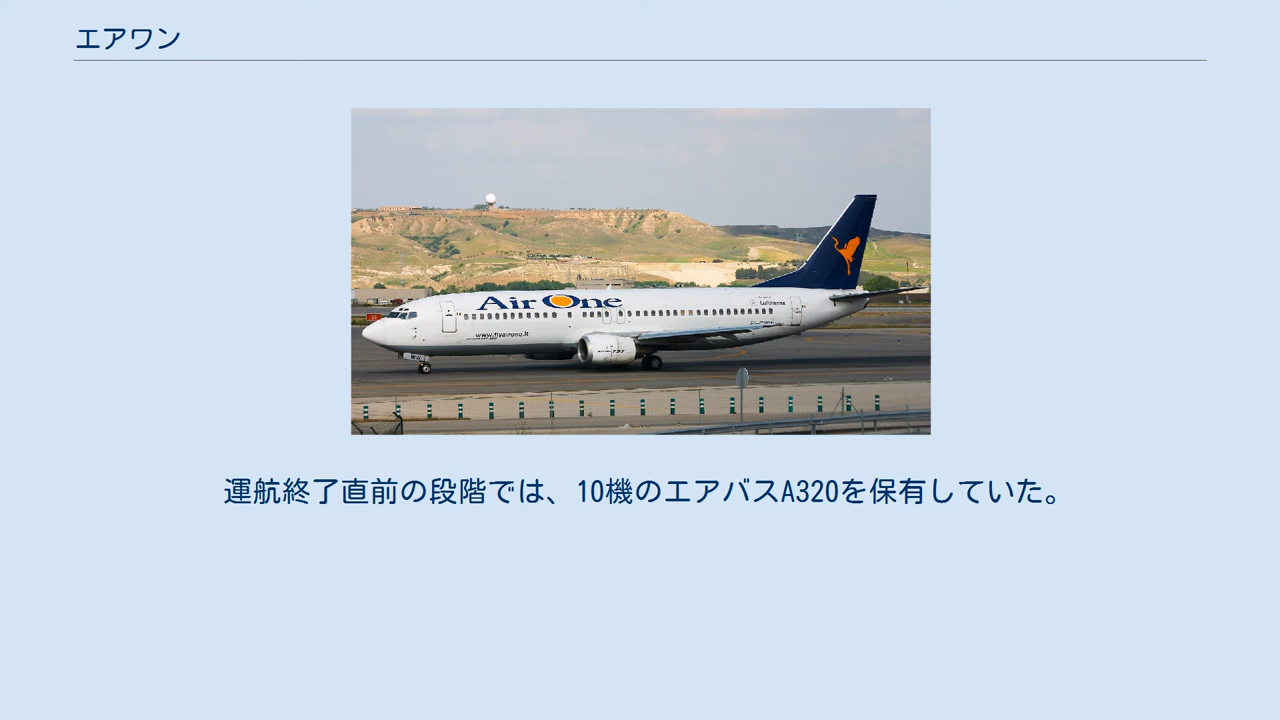 エアワン
Air One
Lufthansa
www.flyairone.it
737
運航終了直前の段階では、10機のエアバスA320を保有していた。